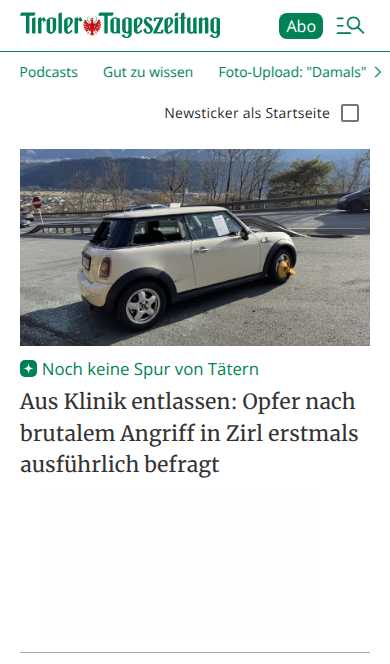 Tiroler Tageszeitung
Abo
Podcasts Gut zu wissen Foto-Upload: "Damals"
Newsticker als Startseite
Noch keine Spur von Tätern
Aus Klinik entlassen: Opfer nach
brutalem Angriff in Zirl erstmals
ausführlich befragt